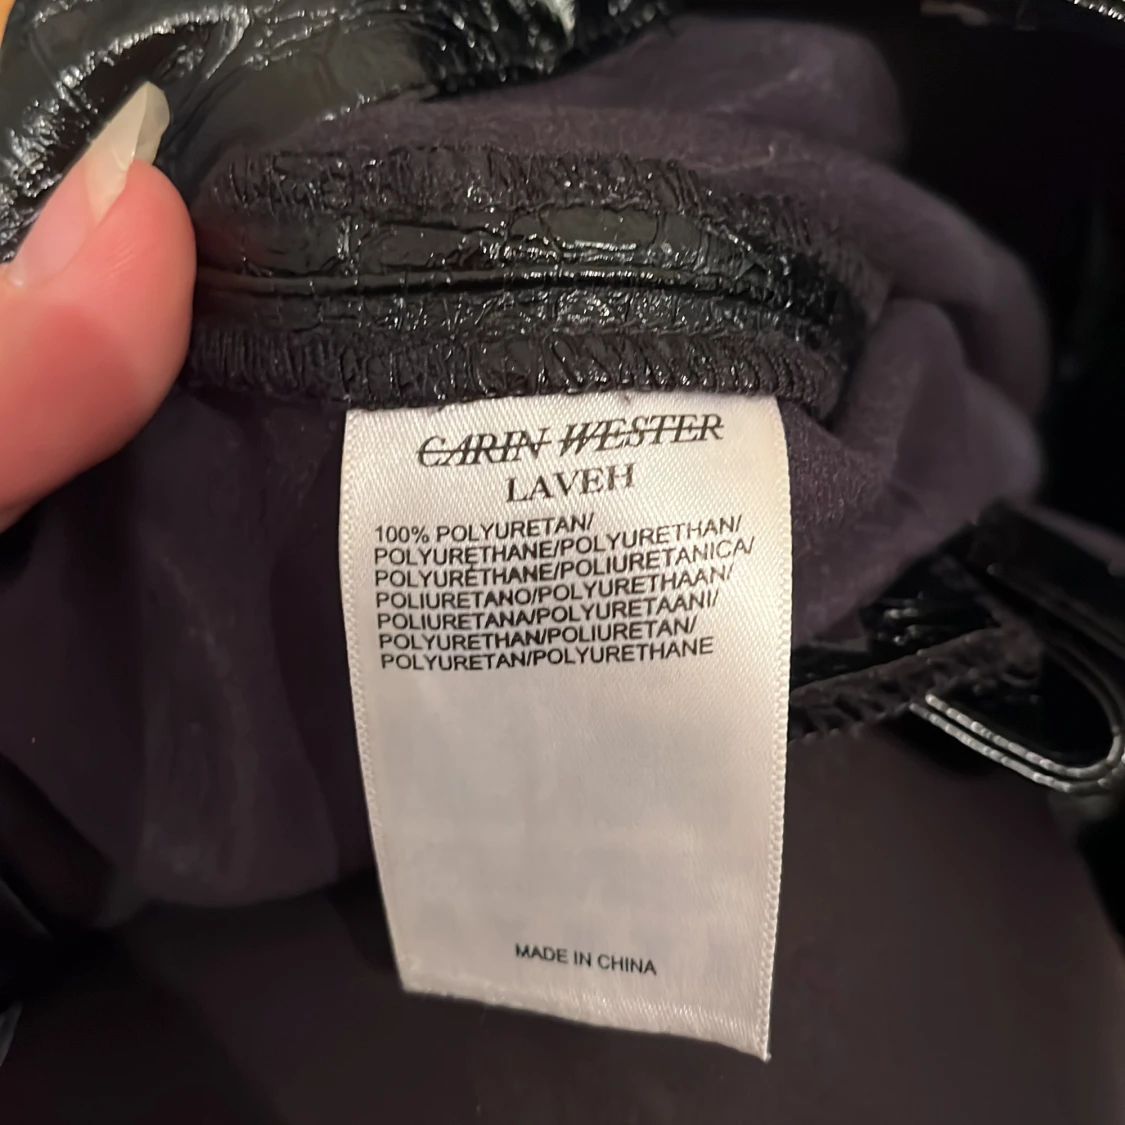 CARIN WESTER
LAVEH
100% POLYURETAN/
POLYURETHANE/POLYURETHAN/
POLYURETHANE/POLIURETANICA/
POLIURETANO/POLYURETHAAN/
POLIURETANA/POLYURETAANI/
POLYURETHAN/POLIURETAN/
POLYURETAN/POLYURETHANE
MADE IN CHINA